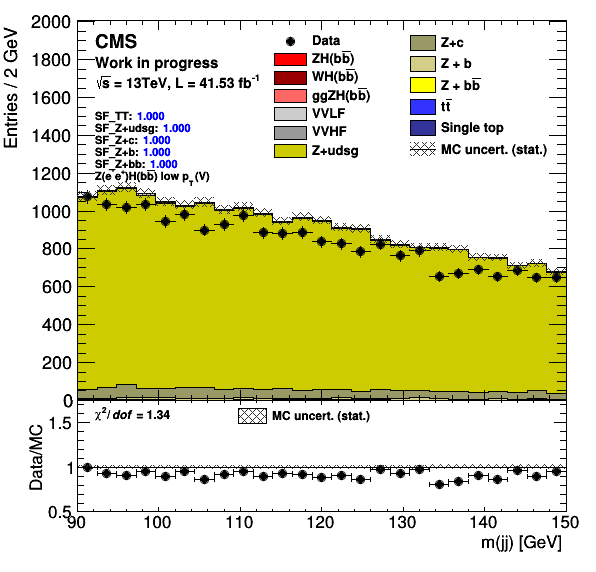 Entries / 2 GeV
2000
1800
1600
1400
1200
1000
800
600
400
200
0
CMS
Work in progress
√s = 13TeV, L = 41.53 fb⁻¹
SF_TT: 1.000
SF_Z+udsg: 1.000
SF_Z+c: 1.000
SF_Z+b: 1.000
SF_Z+bb: 1.000
Z(e⁻e⁺)H(bb̅) low p_T(V)
Data
ZH(bb̅)
WH(bb̅)
ggZH(bb̅)
VVLF
VVHF
Z+udsg
Z+c
Z + b
Z + bb̅
tt̅
Single top
MC uncert. (stat.)
Data/MC
1.5
1
0.5
χ²/dof = 1.34
MC uncert. (stat.)
90 100 110 120 130 140 150
m(jj) [GeV]